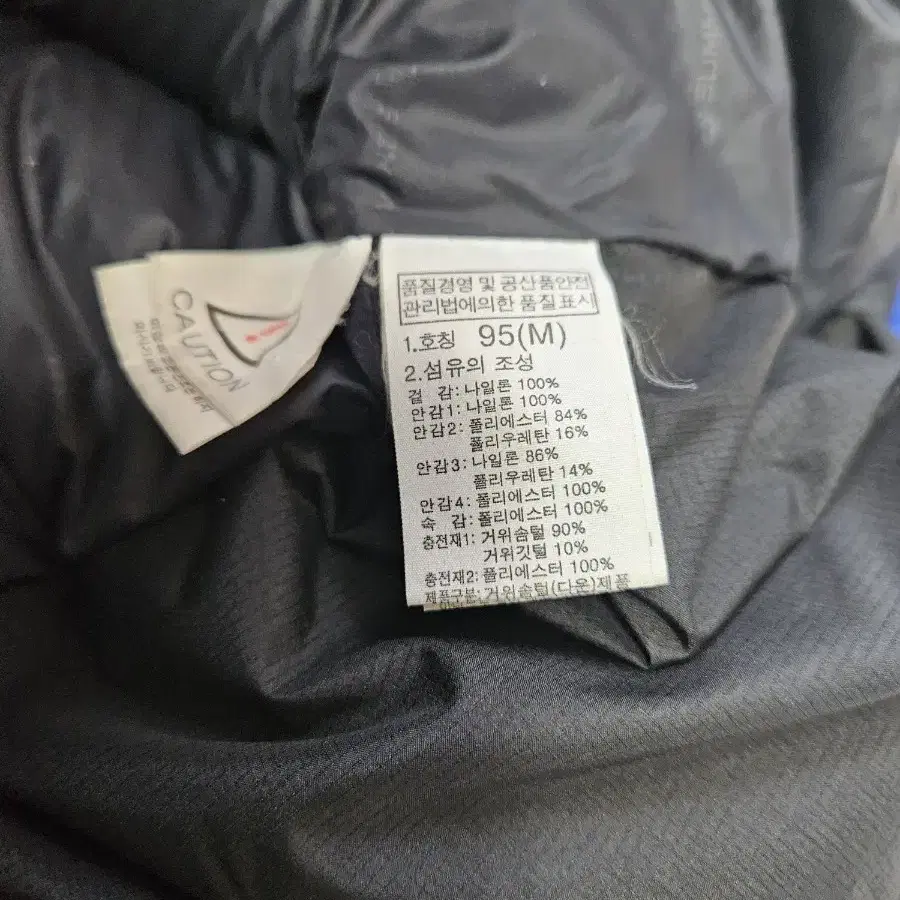 품질경영 및 공산품안전
관리법에의한 품질표시
1.호칭 95(M)
2.섬유의 조성
겉 감: 나일론 100%
안감1: 나일론 100%
안감2: 폴리에스터 84%
폴리우레탄 16%
안감3: 나일론 86%
폴리우레탄 14%
안감4: 폴리에스터 100%
속 감: 폴리에스터 100%
충전재1: 거위솜털 90%
거위깃털 10%
충전재2: 폴리에스터 100%
제품구분: 거위솜털(다운)제품
CAUTION